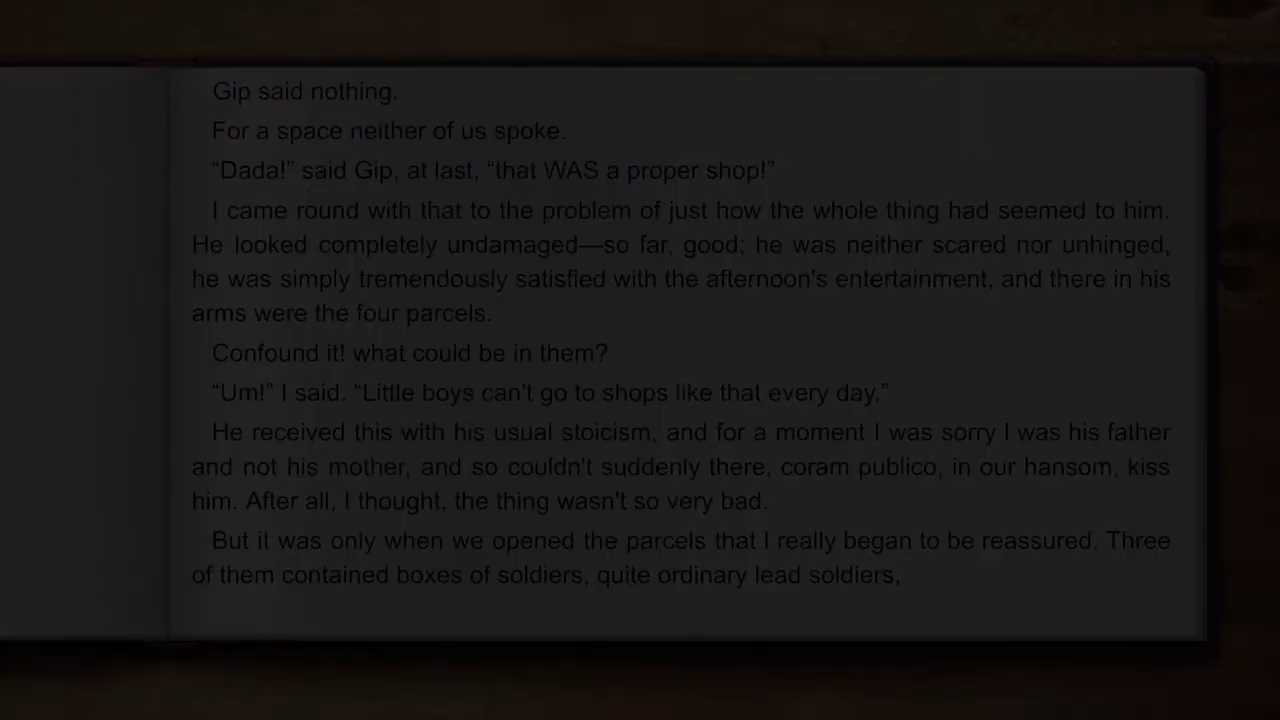 Gip said nothing.
For a space neither of us spoke.
“Dada!” said Gip, at last, “that WAS a proper shop!”
I came round with that to the problem of just how the whole thing had seemed to him.
He looked completely undamaged—so far, good; he was neither scared nor unhinged,
he was simply tremendously satisfied with the afternoon's entertainment, and there in his
arms were the four parcels.
Confound it! what could be in them?
“Um!” I said. “Little boys can't go to shops like that every day.”
He received this with his usual stoicism, and for a moment I was sorry I was his father
and not his mother, and so couldn't suddenly there, coram publico, in our hansom, kiss
him. After all, I thought, the thing wasn't so very bad.
But it was only when we opened the parcels that I really began to be reassured. Three
of them contained boxes of soldiers, quite ordinary lead soldiers,